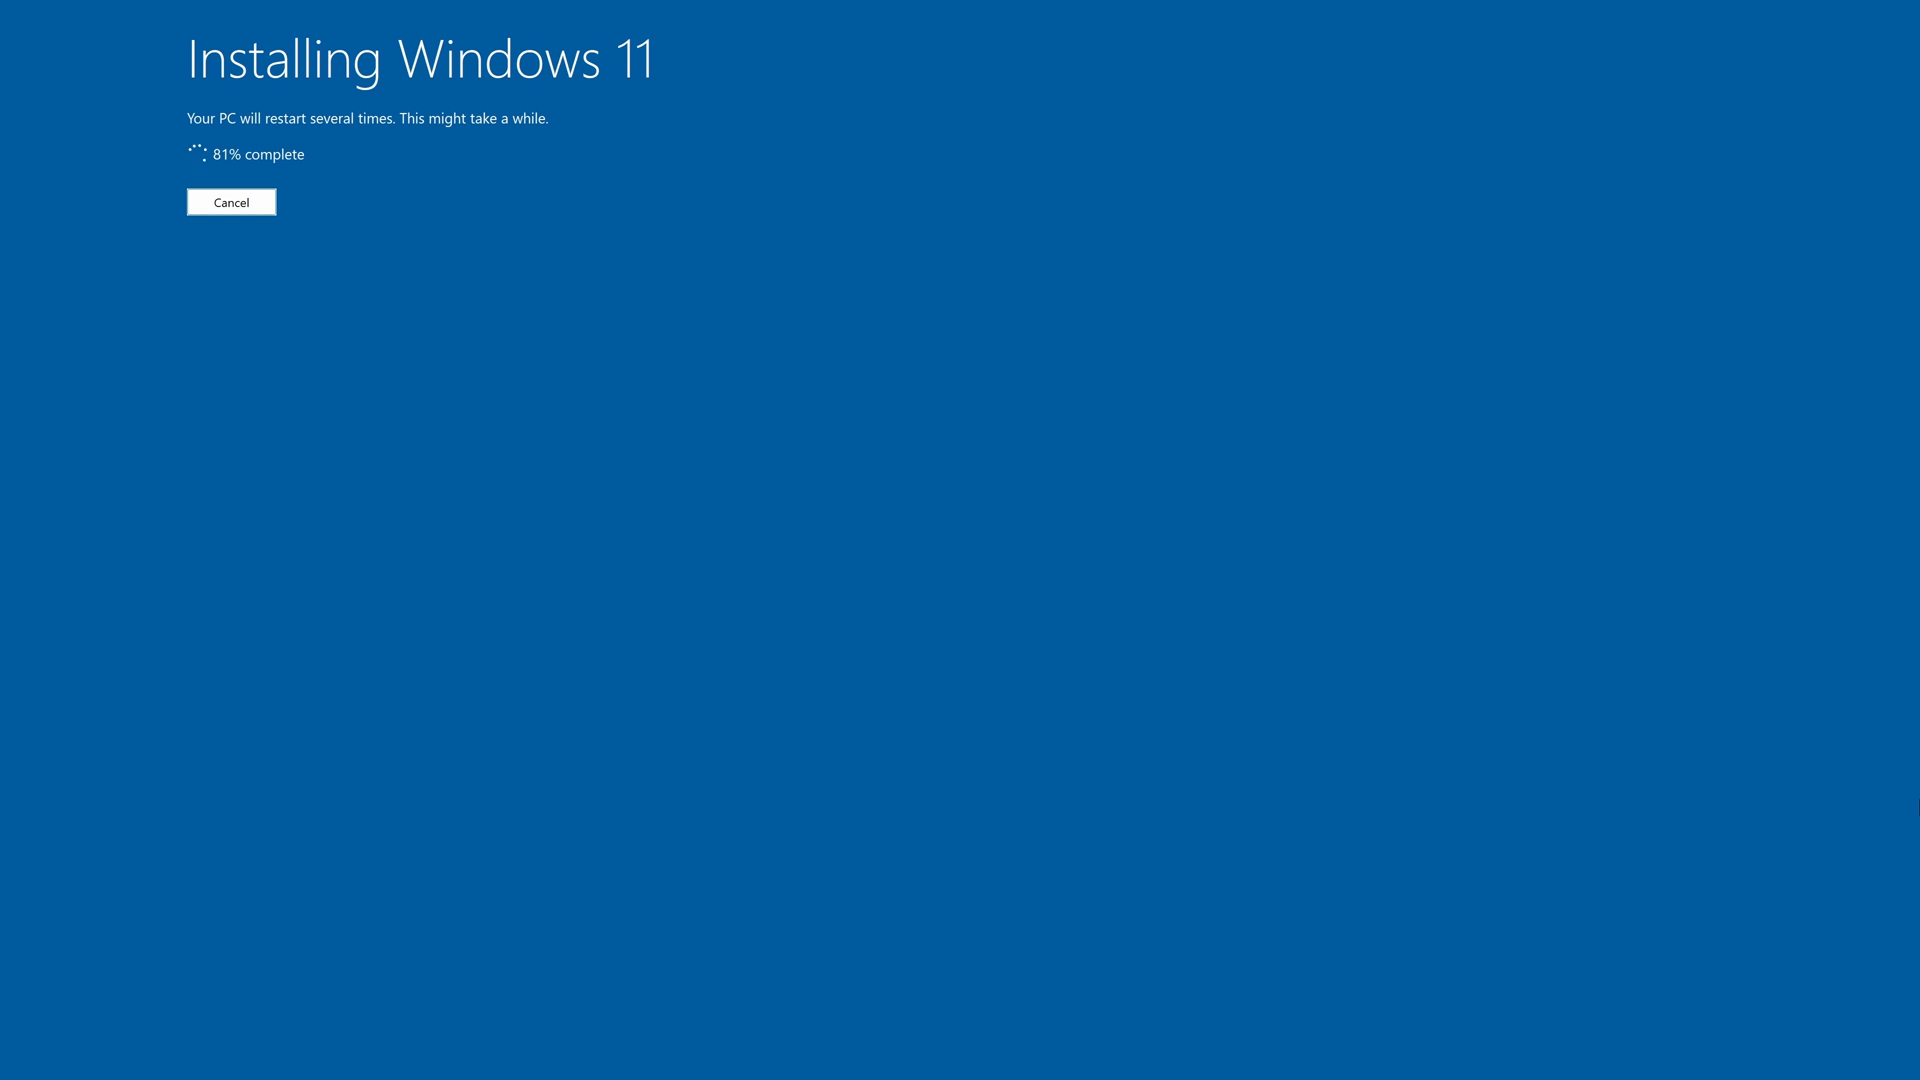 Installing Windows 11
Your PC will restart several times. This might take a while.
81% complete
Cancel